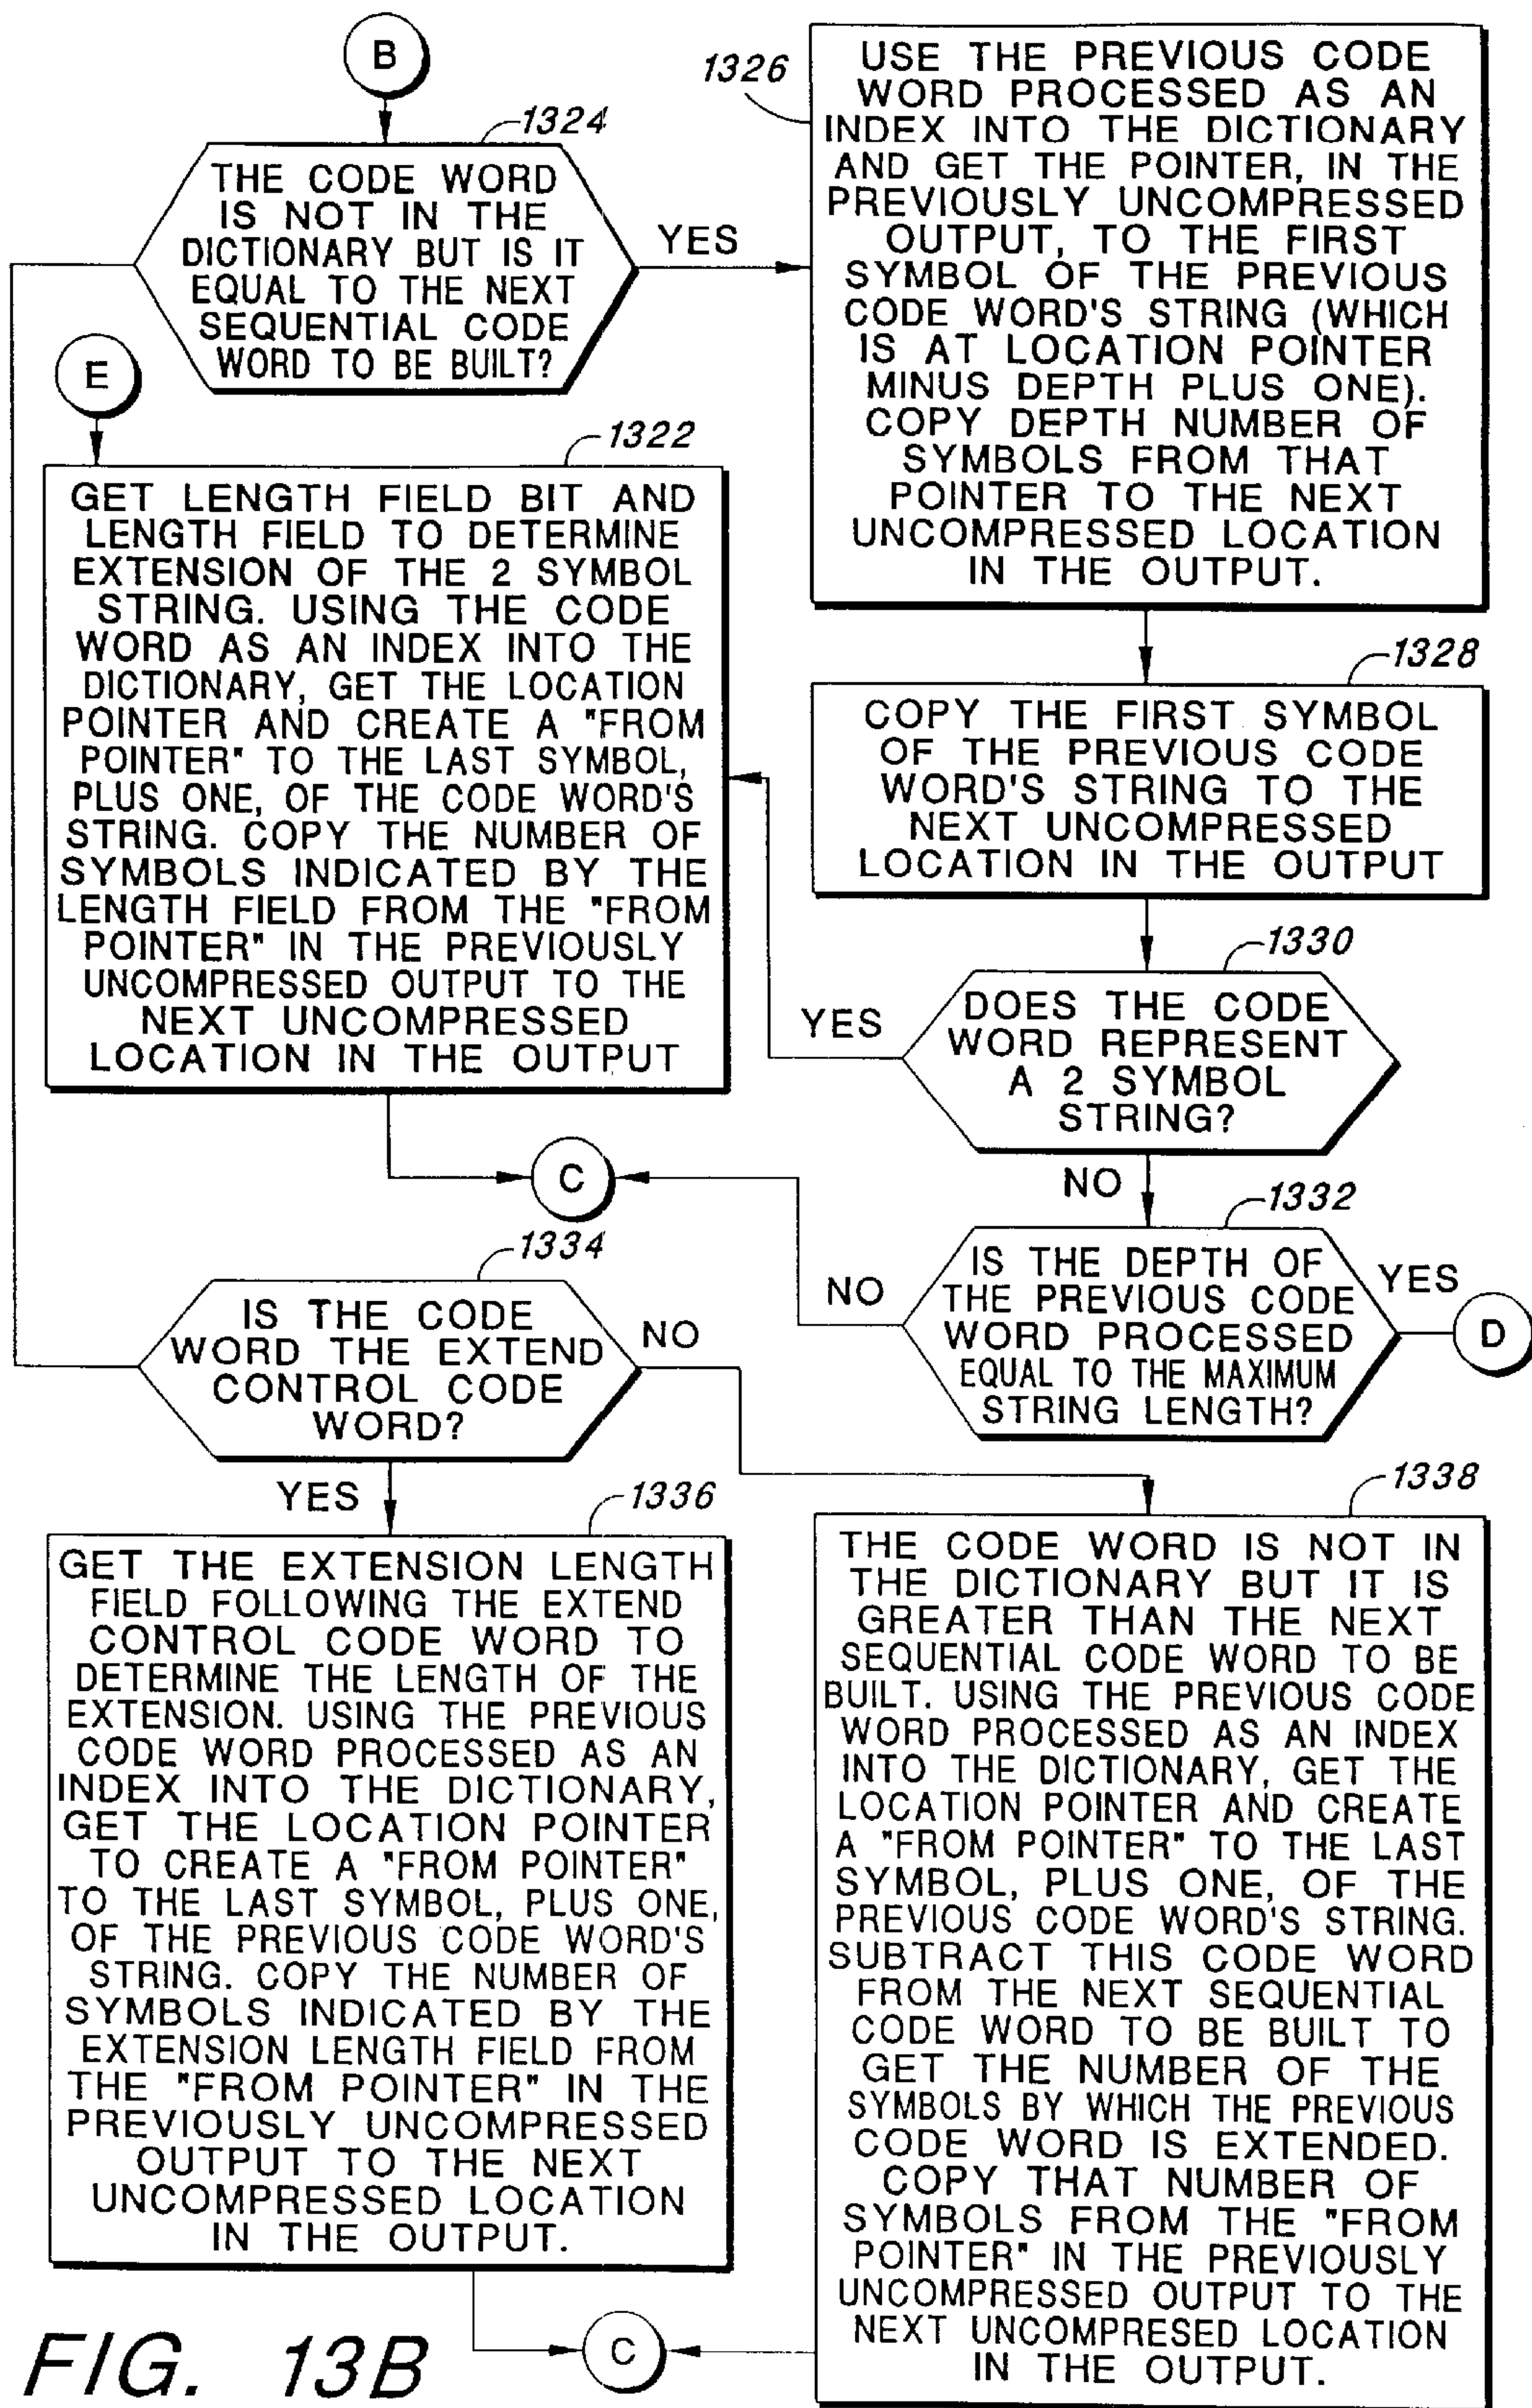 B
1324
THE CODE WORD
IS NOT IN THE
DICTIONARY BUT IS IT
EQUAL TO THE NEXT
SEQUENTIAL CODE
WORD TO BE BUILT?
YES
1326
USE THE PREVIOUS CODE
WORD PROCESSED AS AN
INDEX INTO THE DICTIONARY
AND GET THE POINTER, IN THE
PREVIOUSLY UNCOMPRESSED
OUTPUT, TO THE FIRST
SYMBOL OF THE PREVIOUS
CODE WORD'S STRING (WHICH
IS AT LOCATION POINTER
MINUS DEPTH PLUS ONE).
COPY DEPTH NUMBER OF
SYMBOLS FROM THAT
POINTER TO THE NEXT
UNCOMPRESSED LOCATION
IN THE OUTPUT.
E
1322
GET LENGTH FIELD BIT AND
LENGTH FIELD TO DETERMINE
EXTENSION OF THE 2 SYMBOL
STRING. USING THE CODE
WORD AS AN INDEX INTO THE
DICTIONARY, GET THE LOCATION
POINTER AND CREATE A "FROM
POINTER" TO THE LAST SYMBOL,
PLUS ONE, OF THE CODE WORD'S
STRING. COPY THE NUMBER OF
SYMBOLS INDICATED BY THE
LENGTH FIELD FROM THE "FROM
POINTER" IN THE PREVIOUSLY
UNCOMPRESSED OUTPUT TO THE
NEXT UNCOMPRESSED
LOCATION IN THE OUTPUT
1328
COPY THE FIRST SYMBOL
OF THE PREVIOUS CODE
WORD'S STRING TO THE
NEXT UNCOMPRESSED
LOCATION IN THE OUTPUT
1330
DOES THE CODE
WORD REPRESENT
A 2 SYMBOL
STRING?
YES
NO
C
1332
IS THE DEPTH OF
THE PREVIOUS CODE
WORD PROCESSED
EQUAL TO THE MAXIMUM
STRING LENGTH?
NO
YES
D
1334
IS THE CODE
WORD THE EXTEND
CONTROL CODE
WORD?
NO
YES
1336
GET THE EXTENSION LENGTH
FIELD FOLLOWING THE EXTEND
CONTROL CODE WORD TO
DETERMINE THE LENGTH OF THE
EXTENSION. USING THE PREVIOUS
CODE WORD PROCESSED AS AN
INDEX INTO THE DICTIONARY,
GET THE LOCATION POINTER
TO CREATE A "FROM POINTER"
TO THE LAST SYMBOL, PLUS ONE,
OF THE PREVIOUS CODE WORD'S
STRING. COPY THE NUMBER OF
SYMBOLS INDICATED BY THE
EXTENSION LENGTH FIELD FROM
THE "FROM POINTER" IN THE
PREVIOUSLY UNCOMPRESSED
OUTPUT TO THE NEXT
UNCOMPRESSED LOCATION
IN THE OUTPUT.
1338
THE CODE WORD IS NOT IN
THE DICTIONARY BUT IT IS
GREATER THAN THE NEXT
SEQUENTIAL CODE WORD TO BE
BUILT. USING THE PREVIOUS CODE
WORD PROCESSED AS AN INDEX
INTO THE DICTIONARY, GET THE
LOCATION POINTER AND CREATE
A "FROM POINTER" TO THE LAST
SYMBOL, PLUS ONE, OF THE
PREVIOUS CODE WORD'S STRING.
SUBTRACT THIS CODE WORD
FROM THE NEXT SEQUENTIAL
CODE WORD TO BE BUILT TO
GET THE NUMBER OF THE
SYMBOLS BY WHICH THE PREVIOUS
CODE WORD IS EXTENDED.
COPY THAT NUMBER OF
SYMBOLS FROM THE "FROM
POINTER" IN THE PREVIOUSLY
UNCOMPRESSED OUTPUT TO THE
NEXT UNCOMPRESED LOCATION
IN THE OUTPUT.
C
FIG. 13B